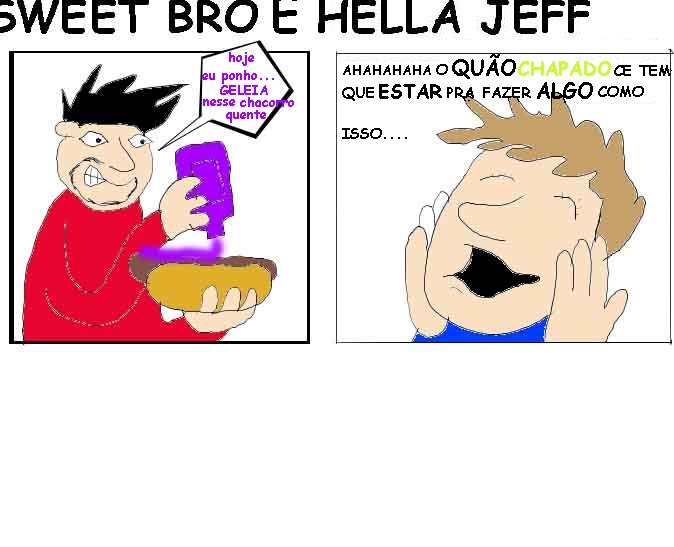 SWEET BRO E HELLA JEFF
hoje
eu ponho...
GELEIA
nesse chacorro
quente
AHAHAHAHA O QUÃO CHAPADO CE TEM
QUE ESTAR PRA FAZER ALGO COMO
ISSO....